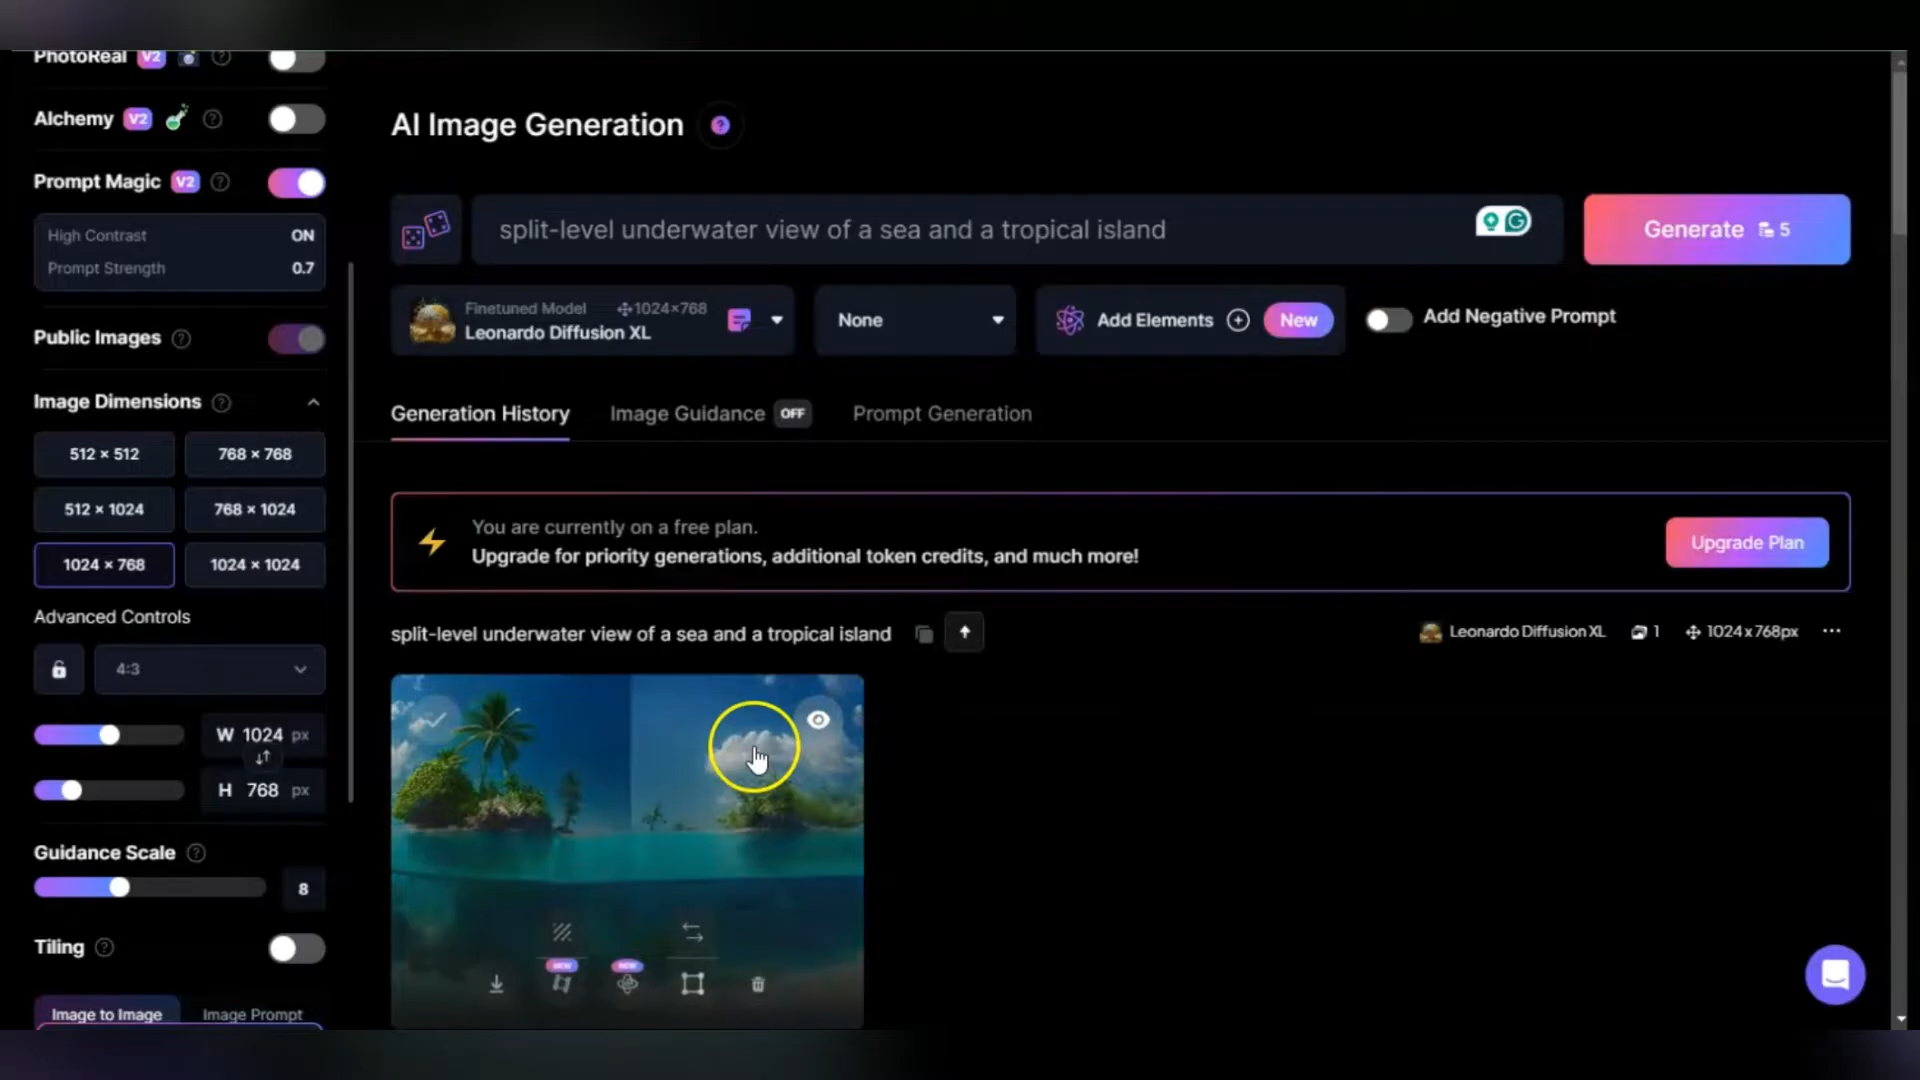 PhotoReal V2
Alchemy V2
Prompt Magic V2
High Contrast ON
Prompt Strength 0.7
Public Images
Image Dimensions
512 × 512 768 × 768
512 × 1024 768 × 1024
1024 × 768 1024 × 1024
Advanced Controls
4:3
W 1024 px
H 768 px
Guidance Scale
8
Tiling
Image to Image Image Prompt
AI Image Generation ?
split-level underwater view of a sea and a tropical island
Generate 5
Finetuned Model 1024×768
Leonardo Diffusion XL
None
Add Elements New
Add Negative Prompt
Generation History Image Guidance OFF Prompt Generation
You are currently on a free plan.
Upgrade for priority generations, additional token credits, and much more!
Upgrade Plan
split-level underwater view of a sea and a tropical island
Leonardo Diffusion XL 1 1024x768px
NEW NEW